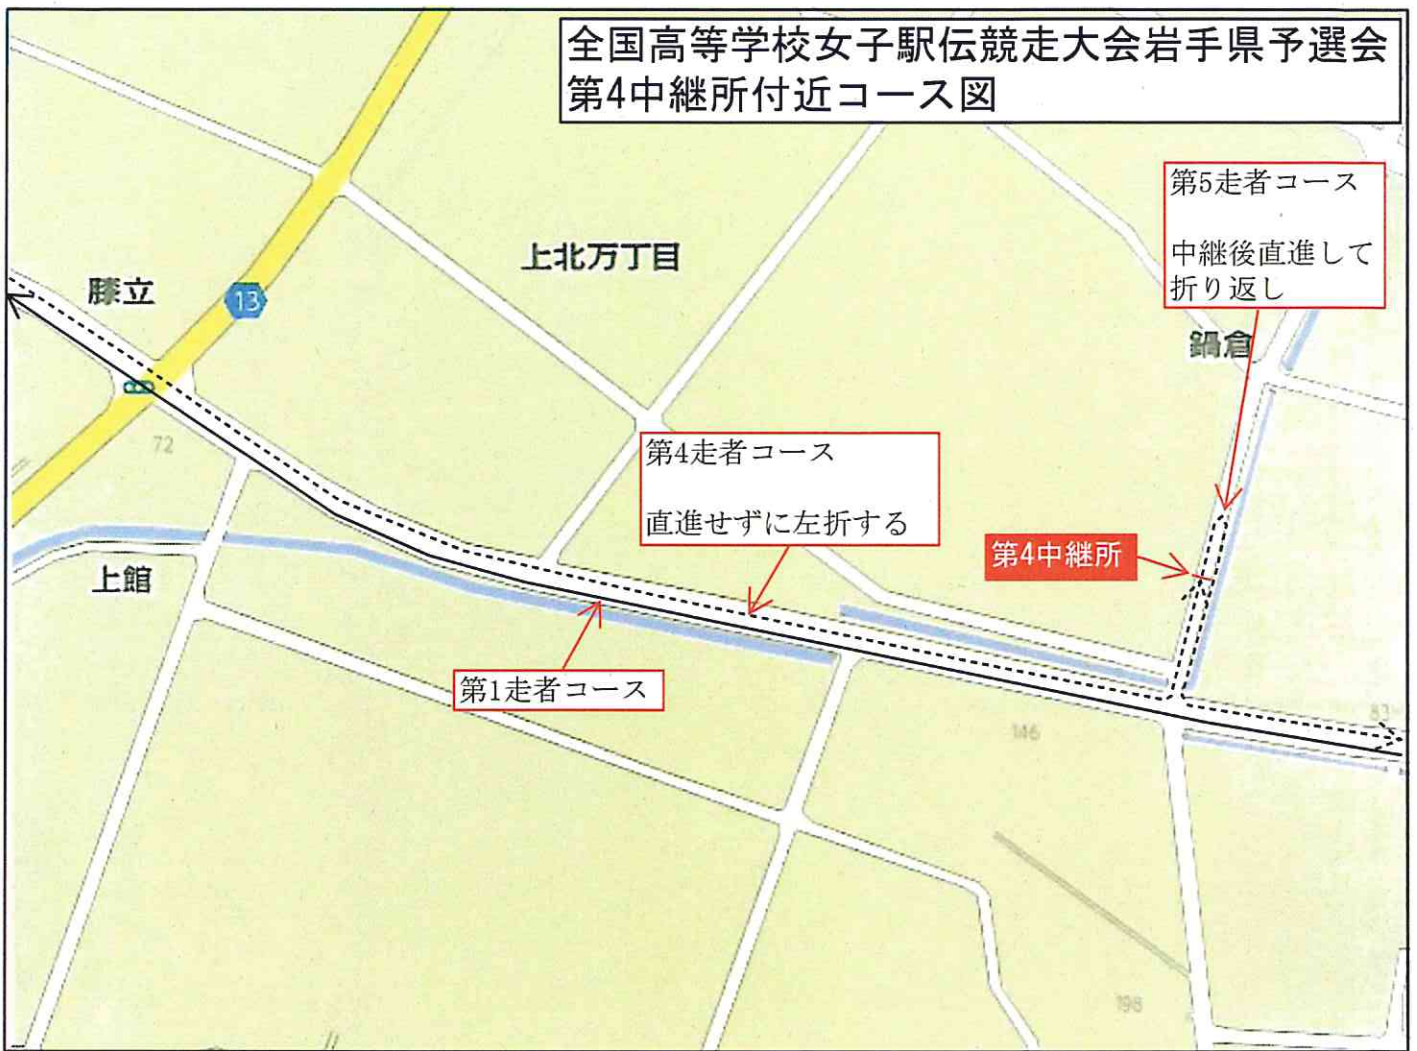 全国高等学校女子駅伝競走大会岩手県予選会
第4中継所付近コース図
第5走者コース
中継後直進して
折り返し
上北万丁目
膝立
13
鍋倉
72
第4走者コース
直進せずに左折する
第4中継所
上館
第1走者コース
83
146
198